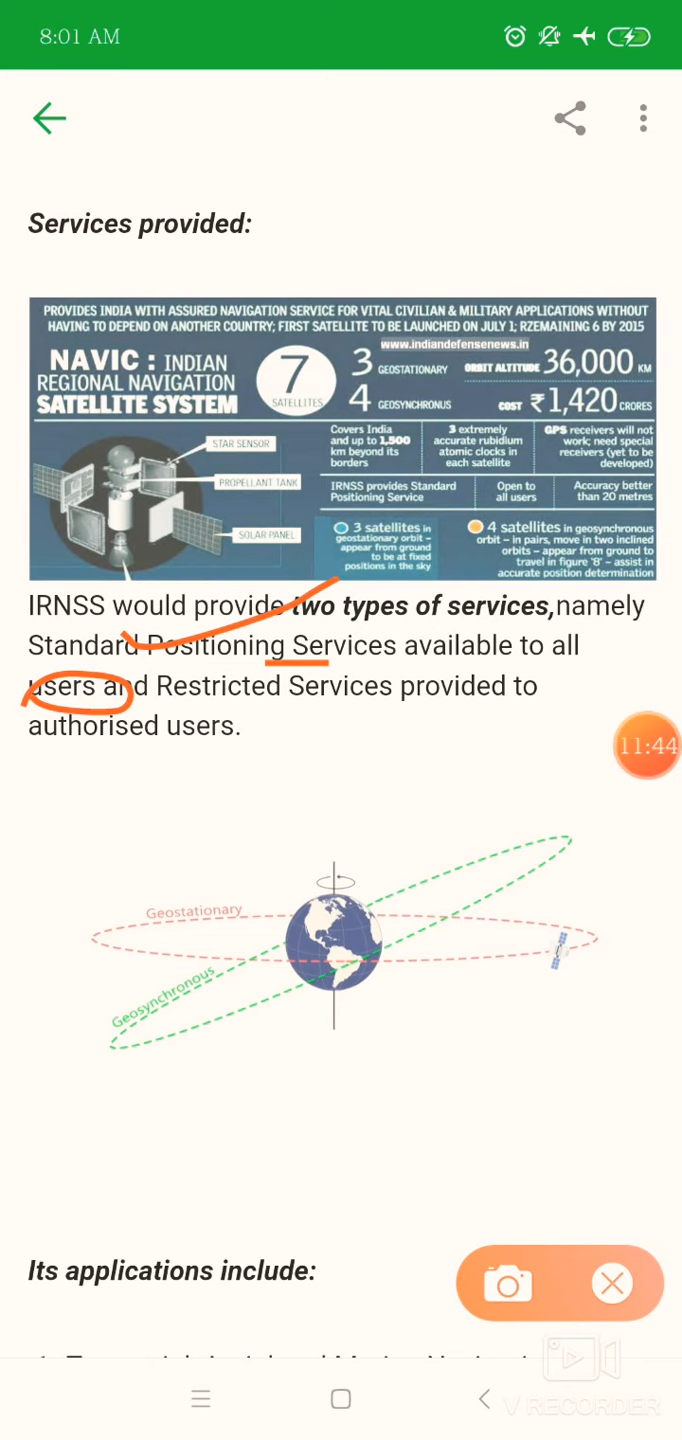 8:01 AM
Services provided:
PROVIDES INDIA WITH ASSURED NAVIGATION SERVICE FOR VITAL CIVILIAN & MILITARY APPLICATIONS WITHOUT
HAVING TO DEPEND ON ANOTHER COUNTRY; FIRST SATELLITE TO BE LAUNCHED ON JULY 1; RZEMAINING 6 BY 2015
www.indiandefensenews.in
NAVIC : INDIAN
REGIONAL NAVIGATION
SATELLITE SYSTEM
7
SATELLITES
3 GEOSTATIONARY
4 GEOSYNCHRONUS
ORBIT ALTITUDE 36,000 KM
COST ₹1,420 CRORES
STAR SENSOR
PROPELLANT TANK
SOLAR PANEL
Covers India
and up to 1,500
km beyond its
borders
3 extremely
accurate rubidium
atomic clocks in
each satellite
GPS receivers will not
work; need special
receivers (yet to be
developed)
IRNSS provides Standard
Positioning Service
Open to
all users
Accuracy better
than 20 metres
3 satellites in
geostationary orbit –
appear from ground
to be at fixed
positions in the sky
4 satellites in geosynchronous
orbit – in pairs, move in two inclined
orbits – appear from ground to
travel in figure '8' – assist in
accurate position determination
IRNSS would provide two types of services,namely
Standard Positioning Services available to all
users and Restricted Services provided to
authorised users.
11:44
Geostationary
Geosynchronous
Its applications include:
V RECORDER